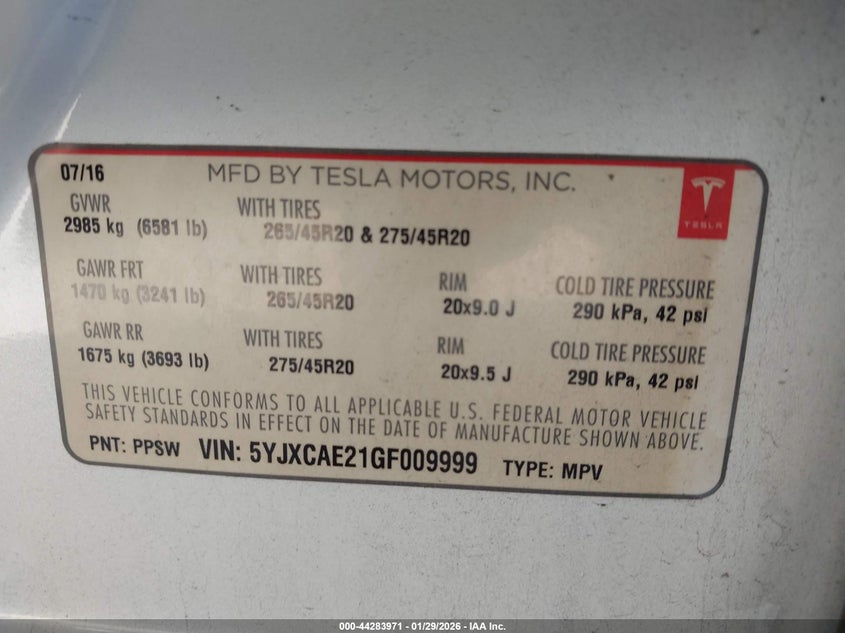 07/16 MFD BY TESLA MOTORS, INC.
TESLA
GVWR WITH TIRES
2985 kg (6581 lb) 265/45R20 & 275/45R20
GAWR FRT WITH TIRES RIM COLD TIRE PRESSURE
1470 kg (3241 lb) 265/45R20 20x9.0 J 290 kPa, 42 psi
GAWR RR WITH TIRES RIM COLD TIRE PRESSURE
1675 kg (3693 lb) 275/45R20 20x9.5 J 290 kPa, 42 psi
THIS VEHICLE CONFORMS TO ALL APPLICABLE U.S. FEDERAL MOTOR VEHICLE
SAFETY STANDARDS IN EFFECT ON THE DATE OF MANUFACTURE SHOWN ABOVE.
PNT: PPSW VIN: 5YJXCAE21GF009999 TYPE: MPV
000-44283971 - 01/29/2026 - IAA Inc.